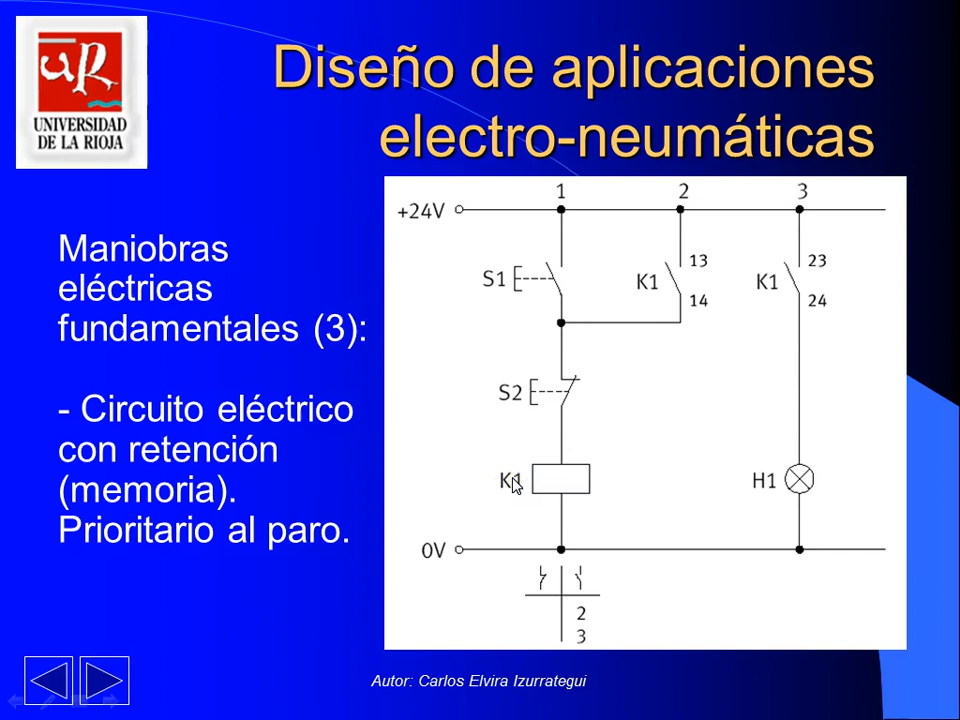 UNIVERSIDAD
DE LA RIOJA
Diseño de aplicaciones
electro-neumáticas
Maniobras
eléctricas
fundamentales (3):
- Circuito eléctrico
con retención
(memoria).
Prioritario al paro.
1 2 3
+24V
S1 K1 13 14 K1 23 24
S2
K1 H1
0V
2
3
Autor: Carlos Elvira Izurrategui